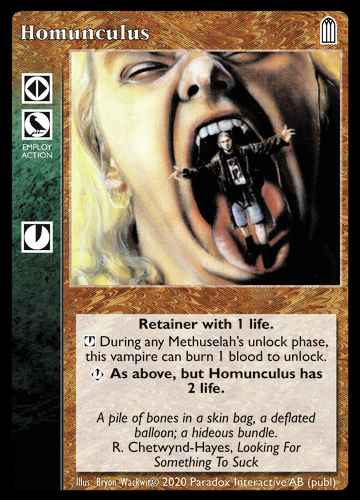 Homunculus
EMPLOY
ACTION
Retainer with 1 life.
During any Methuselah's unlock phase,
this vampire can burn 1 blood to unlock.
As above, but Homunculus has
2 life.
A pile of bones in a skin bag, a deflated
balloon; a hideous bundle.
R. Chetwynd-Hayes, Looking For
Something To Suck
Illus: Bryon Wackwitz © 2020 Paradox Interactive AB (publ)